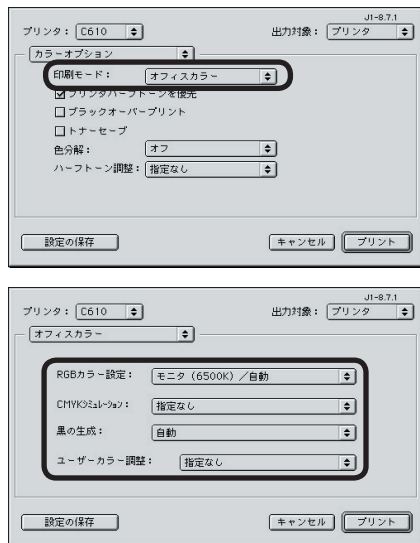 J1-8.7.1
プリンタ： C610 出力対象： プリンタ
カラーオプション
印刷モード： オフィスカラー
プリンタハーフトーンを優先
ブラックオーバープリント
トナーセーブ
色分解： オフ
ハーフトーン調整： 指定なし
設定の保存 キャンセル プリント
J1-8.7.1
プリンタ： C610 出力対象： プリンタ
オフィスカラー
RGBカラー設定： モニタ（6500K）／自動
CMYKシミュレーション： 指定なし
黒の生成： 自動
ユーザーカラー調整： 指定なし
設定の保存 キャンセル プリント